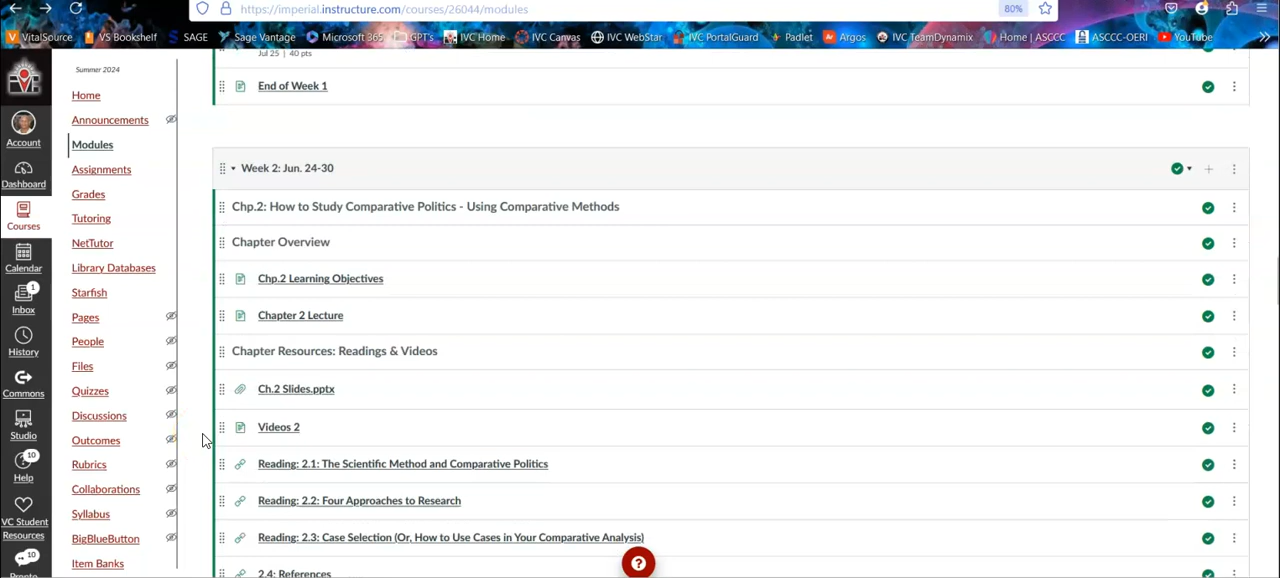 https://imperial.instructure.com/courses/26044/modules
80%
VitalSource
VS Bookshelf
SAGE
Sage Vantage
Microsoft 365
GPT's
IVC Home
IVC Canvas
IVC WebStar
IVC PortalGuard
Padlet
Argos
IVC TeamDynamix
Home | ASCCC
ASCCC-OERI
YouTube
Account
Dashboard
Courses
Calendar
1
Inbox
History
Commons
Studio
10
Help
VC Student
Resources
10
Pronto
Summer 2024
Home
Announcements
Modules
Assignments
Grades
Tutoring
NetTutor
Library Databases
Starfish
Pages
People
Files
Quizzes
Discussions
Outcomes
Rubrics
Collaborations
Syllabus
BigBlueButton
Item Banks
Jul 25 | 40 pts
End of Week 1
Week 2: Jun. 24-30
Chp.2: How to Study Comparative Politics - Using Comparative Methods
Chapter Overview
Chp.2 Learning Objectives
Chapter 2 Lecture
Chapter Resources: Readings & Videos
Ch.2 Slides.pptx
Videos 2
Reading: 2.1: The Scientific Method and Comparative Politics
Reading: 2.2: Four Approaches to Research
Reading: 2.3: Case Selection (Or, How to Use Cases in Your Comparative Analysis)
2.4: References
?